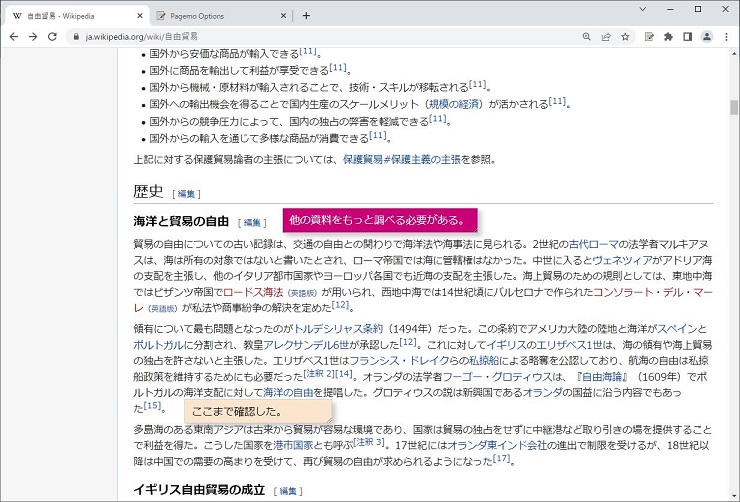 自由貿易 - Wikipedia
Pagemo Options
ja.wikipedia.org/wiki/自由貿易
国外から安価な商品が輸入できる[11]。
国外に商品を輸出して利益が享受できる[11]。
国外から機械・原材料が輸入されることで、技術・スキルが移転される[11]。
国外への輸出機会を得ることで国内生産のスケールメリット（規模の経済）が活かされる[11]。
国外からの競争圧力によって、国内の独占の弊害を軽減できる[11]。
国外からの輸入を通じて多様な商品が消費できる[11]。
上記に対する保護貿易論者の主張については、保護貿易#保護主義の主張を参照。
歴史 [ 編集 ]
海洋と貿易の自由 [ 編集 ]
他の資料をもっと調べる必要がある。
貿易の自由についての古い記録は、交通の自由との関わりで海洋法や海事法に見られる。2世紀の古代ローマの法学者マルキアヌ
スは、海は所有の対象ではないと書いたとされ、ローマ帝国では海に管轄権はなかった。中世に入るとヴェネツィアがアドリア海
の支配を主張し、他のイタリア都市国家やヨーロッパ各国でも近海の支配を主張した。海上貿易のための規則としては、東地中海
ではビザンツ帝国でロードス海法（英語版）が用いられ、西地中海では14世紀頃にバルセロナで作られたコンソラート・デル・マー
レ（英語版）が私法や商事紛争の解決を定めた[12]。
領有について最も問題となったのがトルデシリャス条約（1494年）だった。この条約でアメリカ大陸の陸地と海洋がスペインと
ポルトガルに分割され、教皇アレクサンデル6世が承認した[12]。これに対してイギリスのエリザベス1世は、海の領有や海上貿易
の独占を許さないと主張した。エリザベス1世はフランシス・ドレイクらの私掠船による略奪を公認しており、航海の自由は私掠
船政策を維持するためにも必要だった[注釈 2][14]。オランダの法学者フーゴー・グロティウスは、『自由海論』（1609年）でポ
ルトガルの海洋支配に対して海洋の自由を提唱した。グロティウスの説は新興国であるオランダの国益に沿う内容でもあっ
た[15]。
ここまで確認した。
多島海のある東南アジアは古来から貿易が容易な環境であり、国家は貿易の独占をせずに中継港など取り引きの場を提供すること
で利益を得た。こうした国家を港市国家とも呼ぶ[注釈 3]。17世紀にはオランダ東インド会社の進出で制限を受けるが、18世紀以
降は中国での需要の高まりを受けて、再び貿易の自由が求められるようになった[17]。
イギリス自由貿易の成立 [ 編集 ]